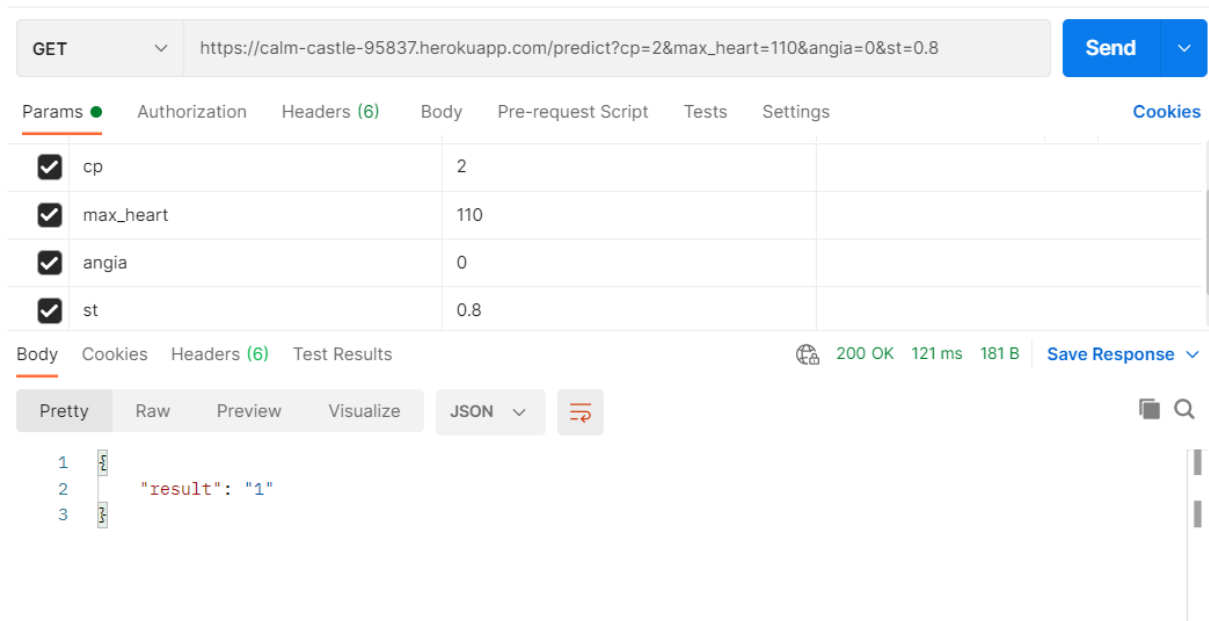 GET https://calm-castle-95837.herokuapp.com/predict?cp=2&max_heart=110&angia=0&st=0.8 Send
Params Authorization Headers (6) Body Pre-request Script Tests Settings Cookies
cp 2
max_heart 110
angia 0
st 0.8
Body Cookies Headers (6) Test Results 200 OK 121 ms 181 B Save Response
Pretty Raw Preview Visualize JSON
1 {
2 "result": "1"
3 }